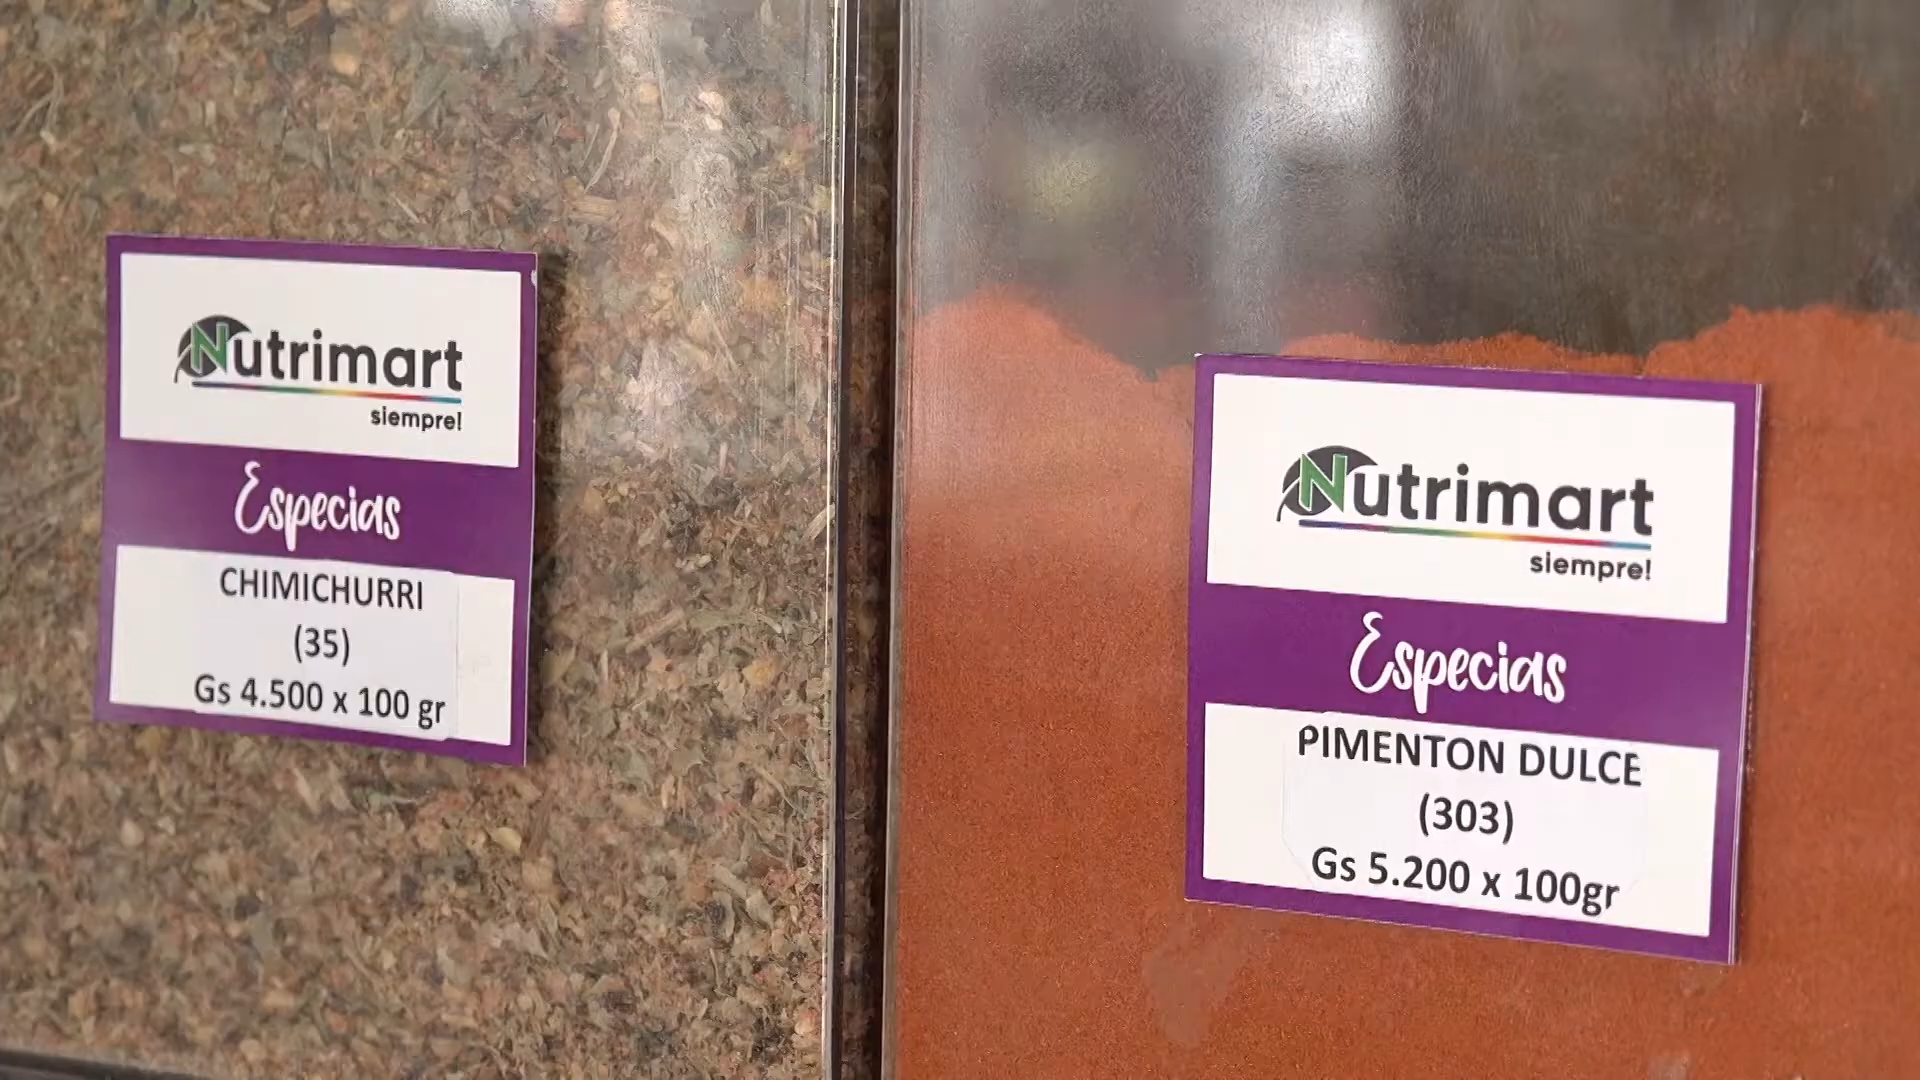 Nutrimart
siempre!
Especias
CHIMICHURRI
(35)
Gs 4.500 x 100 gr
Nutrimart
siempre!
Especias
PIMENTON DULCE
(303)
Gs 5.200 x 100gr